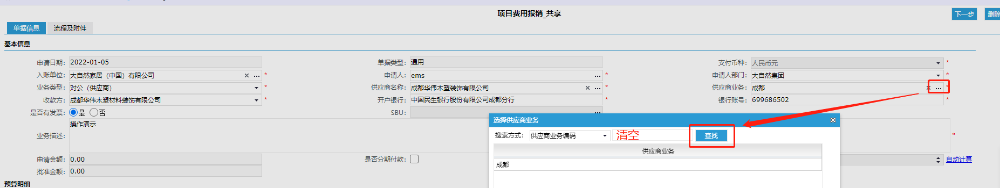 项目费用报销_共享
下一步 删除
单据信息 流程及附件
基本信息
申请日期: 2022-01-05 单据类型: 通用 支付币种: 人民币元
入账单位: 大自然家居（中国）有限公司 × ... * 申请人: ems ... * 申请人部门: 大自然集团 *
业务类型: 对公（供应商） * 供应商名称: 成都华伟木塑装饰有限公司 × ... * 供应商业务: 成都 × ... *
收款方: 成都华伟木塑材料装饰有限公司 * 开户银行: 中国民生银行股份有限公司成都分行 * 银行账号: 699686502 *
是否有发票: 是 否 SBU: ...
选择供应商业务 ×
业务描述: 操作演示 *
搜索方式: 供应商业务编码 清空 查找
供应商业务
成都
申请金额: 0.00 是否分期付款: 自动计算
批准金额: 0.00
预算明细